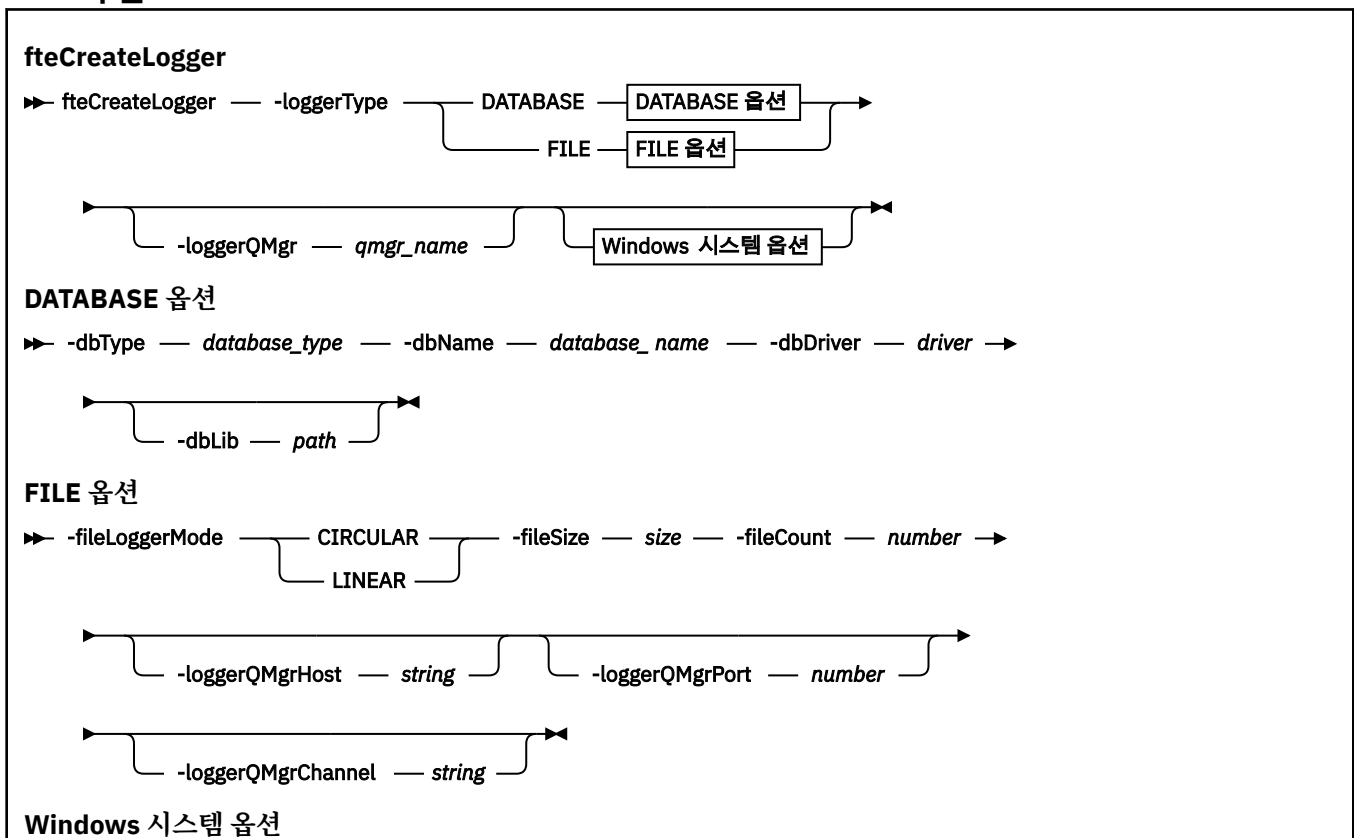 fteCreateLogger
fteCreateLogger -loggerType DATABASE DATABASE 옵션
FILE FILE 옵션
-loggerQMgr qmgr_name Windows 시스템 옵션
DATABASE 옵션
-dbType database_type -dbName database_ name -dbDriver driver
-dbLib path
FILE 옵션
-fileLoggerMode CIRCULAR -fileSize size -fileCount number
LINEAR
-loggerQMgrHost string -loggerQMgrPort number
-loggerQMgrChannel string
Windows 시스템 옵션